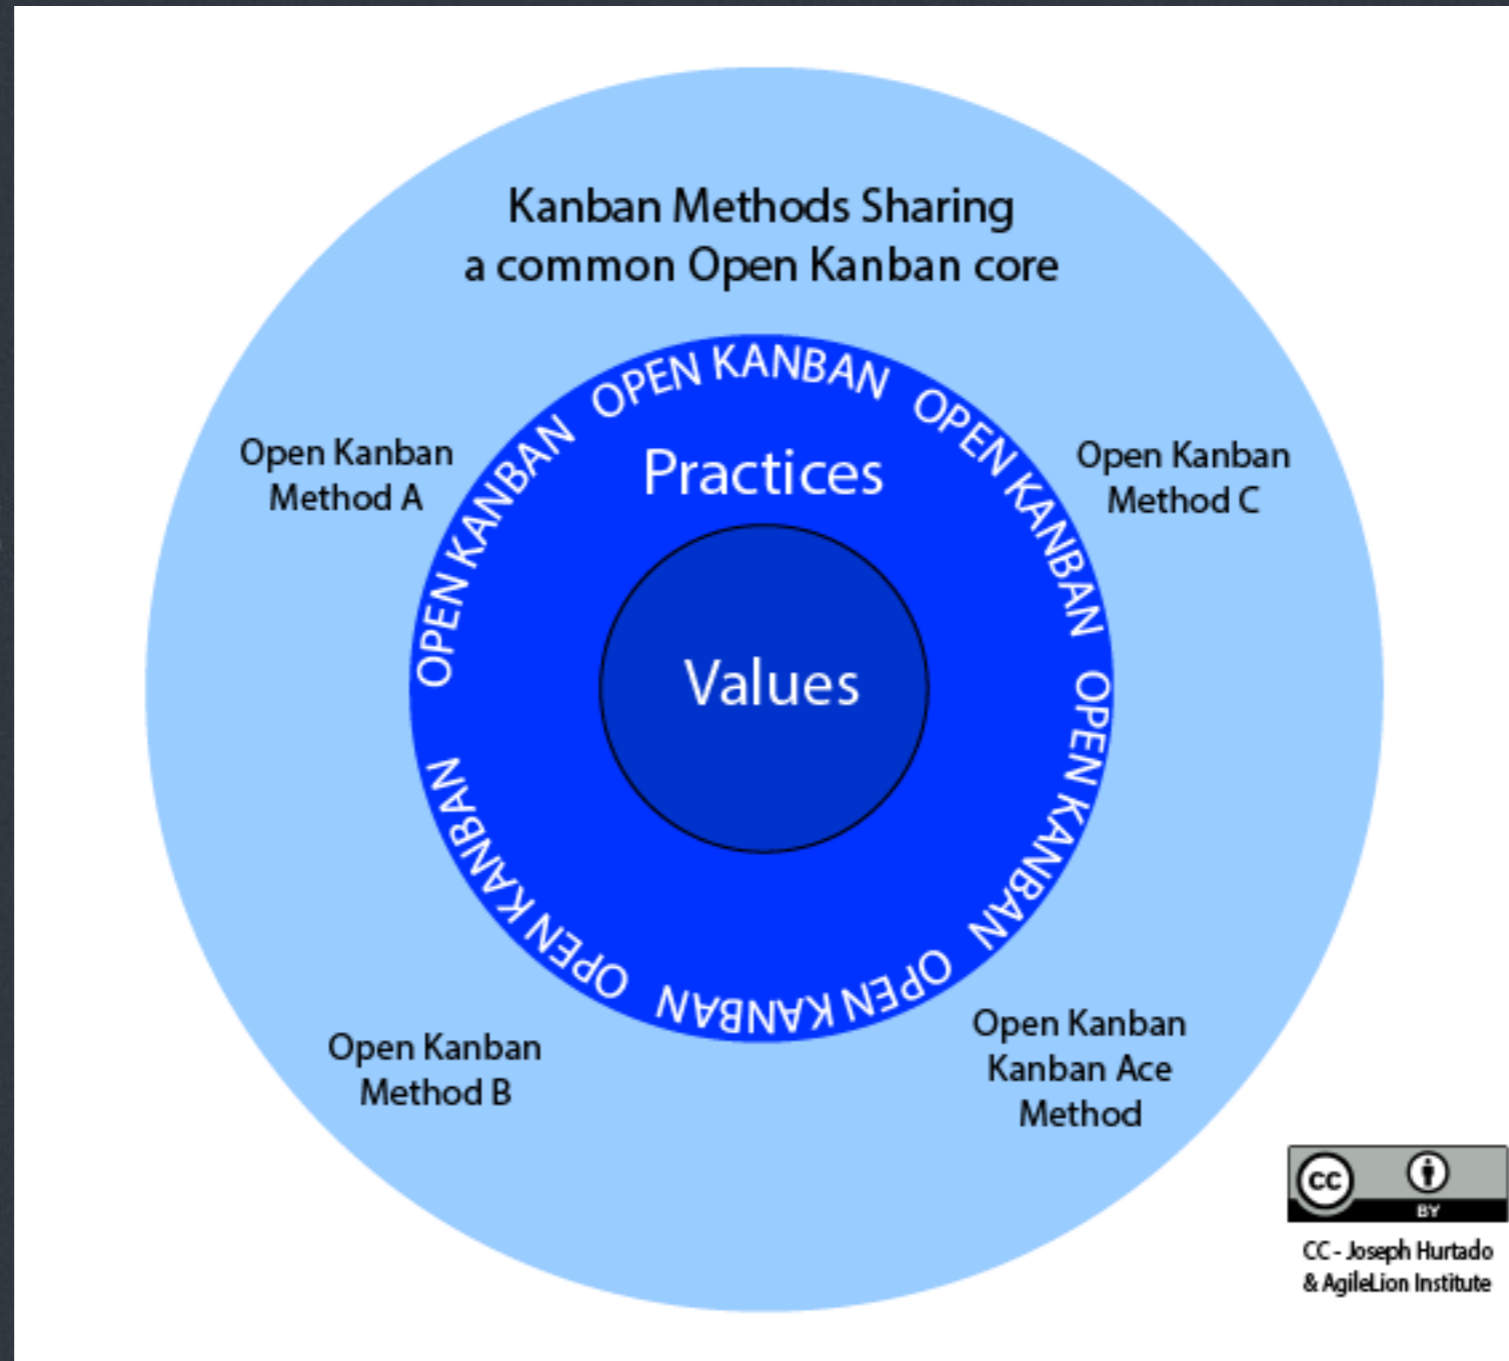 Kanban Methods Sharing
a common Open Kanban core
OPEN KANBAN OPEN KANBAN OPEN KANBAN OPEN KANBAN OPEN KANBAN OPEN KANBAN
Open Kanban
Method A
Practices
Open Kanban
Method C
Values
Open Kanban
Method B
Open Kanban
Kanban Ace
Method
cc
BY
CC - Joseph Hurtado
& AgileLion Institute